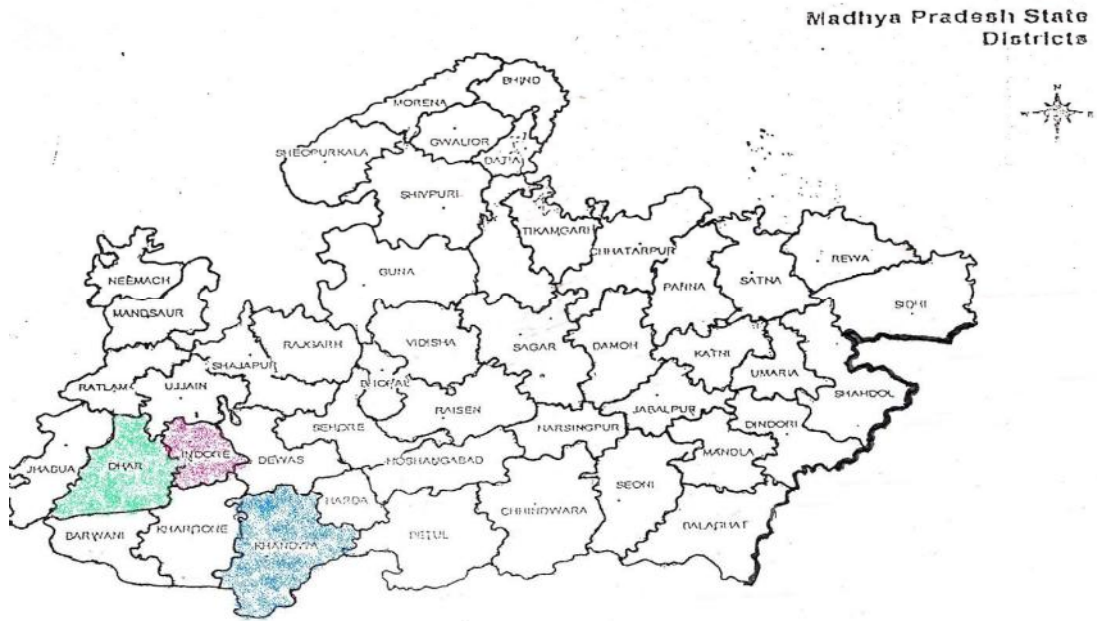 Madhya Pradesh State
Districts
N
W
E
BHIND
MORENA
GWALIOR
SHEOPURKALA
DATIA
SHIVPURI
TIKAMGARH
CHHATARPUR
REWA
GUNA
NEEMACH
PANNA
SATNA
SIDHI
MANDSAUR
RAJGARH
VIDISHA
SAGAR
DAMOH
KATNI
SHAJAPUR
UMARIA
RATLAM
UJJAIN
BHOPAL
SHAHDOL
RAISEN
JABALPUR
SEHORE
NARSINGPUR
DINDORI
INDORE
DEWAS
HOSHANGABAD
MANDLA
JHABUA
DHAR
SEONI
HARDA
CHHINDWARA
BALAGHAT
BARWANI
KHARGONE
BETUL
KHANDWA